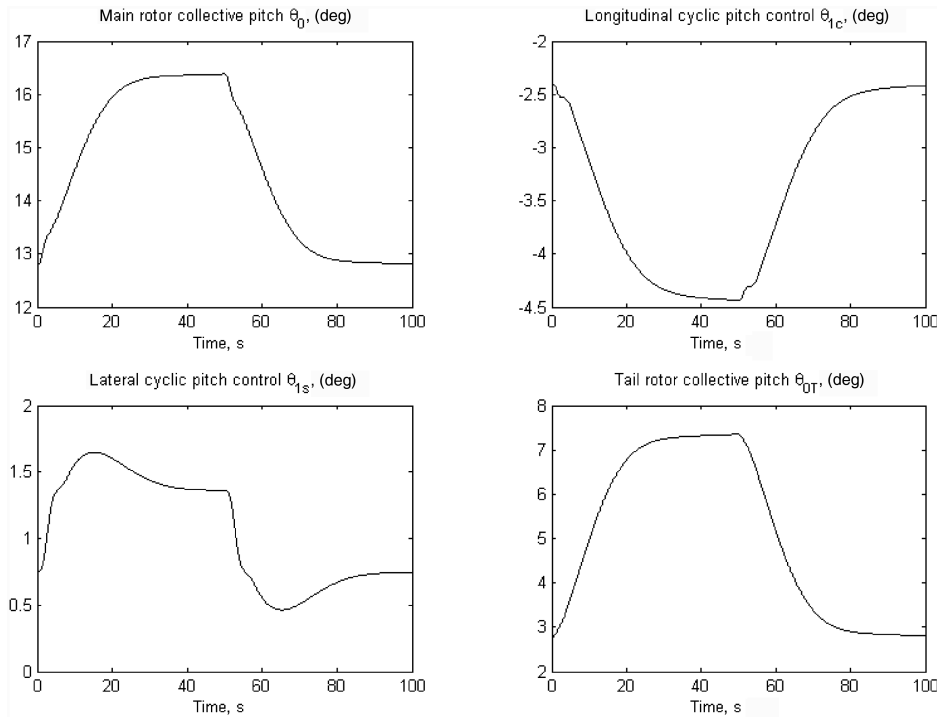 Main rotor collective pitch θ0, (deg)
17
16
15
14
13
12
0 20 40 60 80 100
Time, s
Longitudinal cyclic pitch control θ1c, (deg)
-2
-2.5
-3
-3.5
-4
-4.5
0 20 40 60 80 100
Time, s
Lateral cyclic pitch control θ1s, (deg)
2
1.5
1
0.5
0
0 20 40 60 80 100
Time, s
Tail rotor collective pitch θ0T, (deg)
8
7
6
5
4
3
2
0 20 40 60 80 100
Time, s